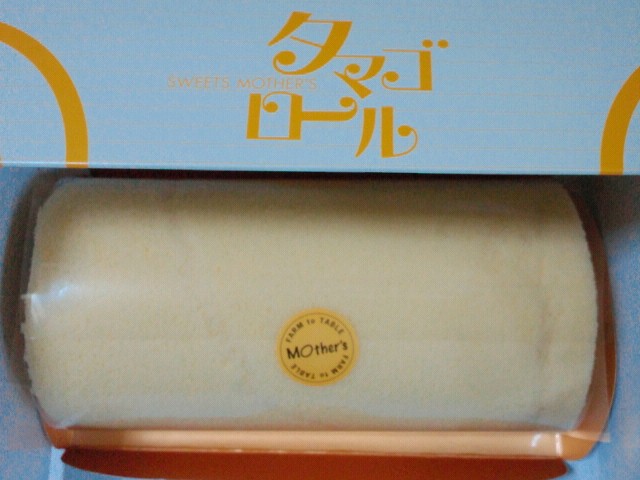 タマゴ
SWEETS MOTHER'S
ロール
FARM to TABLE
MOther's
FARM to TABLE